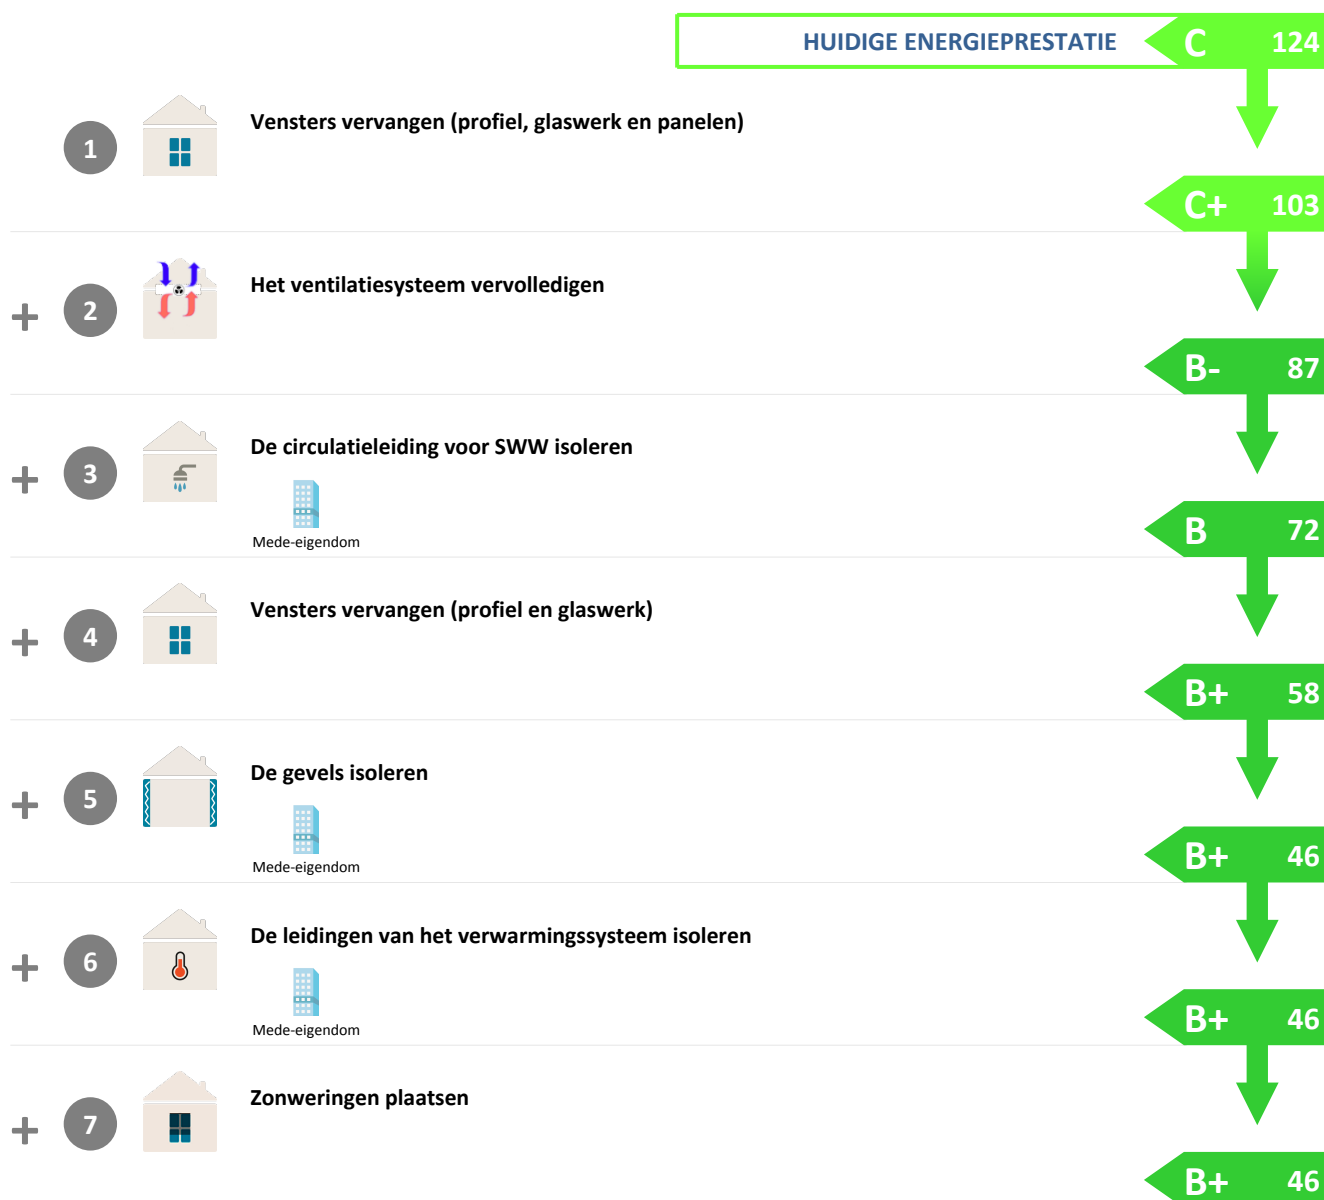 HUIDIGE ENERGIEPRESTATIE C 124
1 Vensters vervangen (profiel, glaswerk en panelen)
C+ 103
+ 2 Het ventilatiesysteem vervolledigen
B- 87
+ 3 De circulatieleiding voor SWW isoleren
Mede-eigendom
B 72
+ 4 Vensters vervangen (profiel en glaswerk)
B+ 58
+ 5 De gevels isoleren
Mede-eigendom
B+ 46
+ 6 De leidingen van het verwarmingssysteem isoleren
Mede-eigendom
B+ 46
+ 7 Zonweringen plaatsen
B+ 46